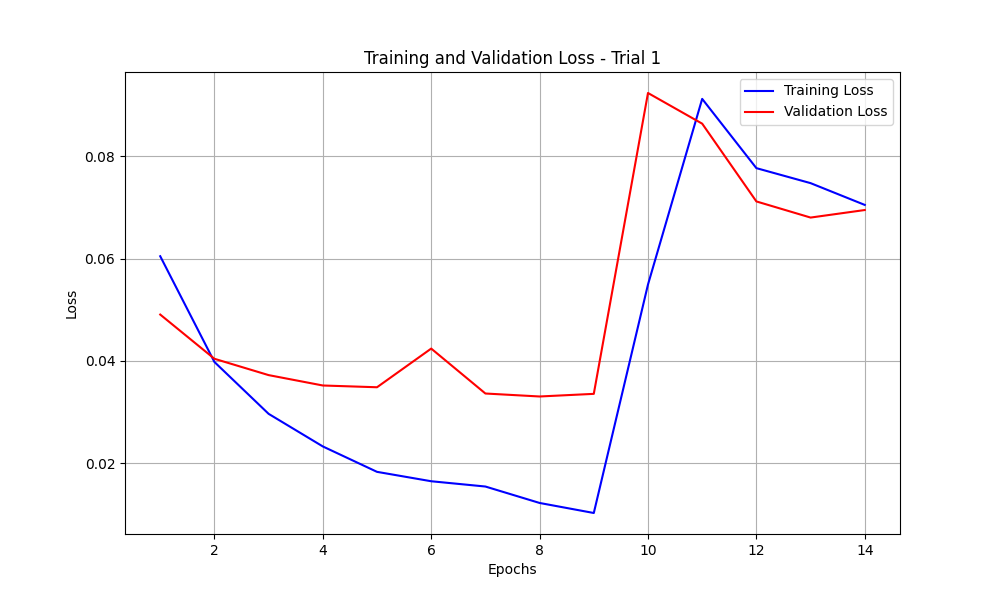 Training and Validation Loss - Trial 1
Training Loss
Validation Loss
0.08
0.06
0.04
0.02
Loss
2 4 6 8 10 12 14
Epochs